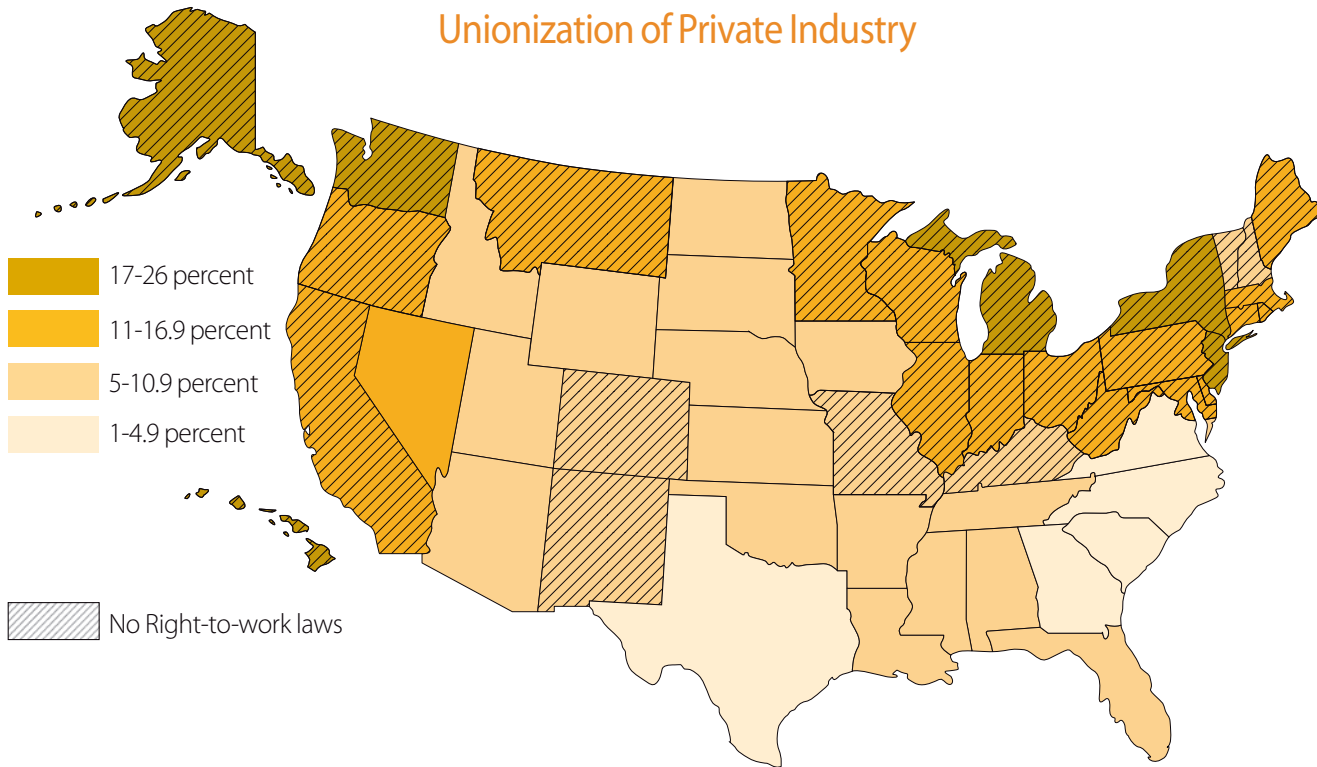 Unionization of Private Industry
17-26 percent
11-16.9 percent
5-10.9 percent
1-4.9 percent
No Right-to-work laws